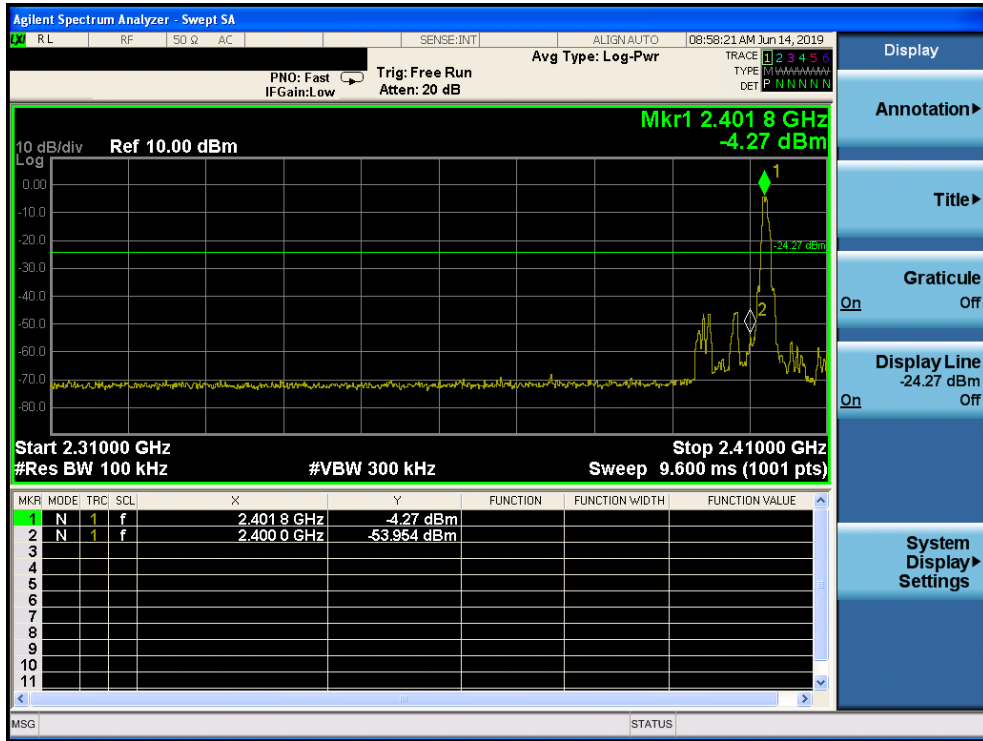 Agilent Spectrum Analyzer - Swept SA
LXI RL RF 50 Ω AC SENSE:INT ALIGN AUTO 08:58:21 AM Jun 14, 2019
Avg Type: Log-Pwr TRACE 1 2 3 4 5 6
PNO: Fast Trig: Free Run TYPE M WWWWW
IFGain:Low Atten: 20 dB DET P N N N N N
Mkr1 2.401 8 GHz
10 dB/div Ref 10.00 dBm -4.27 dBm
Log
1
0.00
-10.0
-20.0
-24.27 dBm
-30.0
-40.0
2
-50.0
-60.0
-70.0
-80.0
Start 2.31000 GHz Stop 2.41000 GHz
#Res BW 100 kHz #VBW 300 kHz Sweep 9.600 ms (1001 pts)
MKR MODE TRC SCL X Y FUNCTION FUNCTION WIDTH FUNCTION VALUE
1 N 1 f 2.401 8 GHz -4.27 dBm
2 N 1 f 2.400 0 GHz -53.954 dBm
3
4
5
6
7
8
9
10
11
MSG STATUS
Display
Annotation
Title
Graticule
On Off
Display Line
-24.27 dBm
On Off
System
Display
Settings